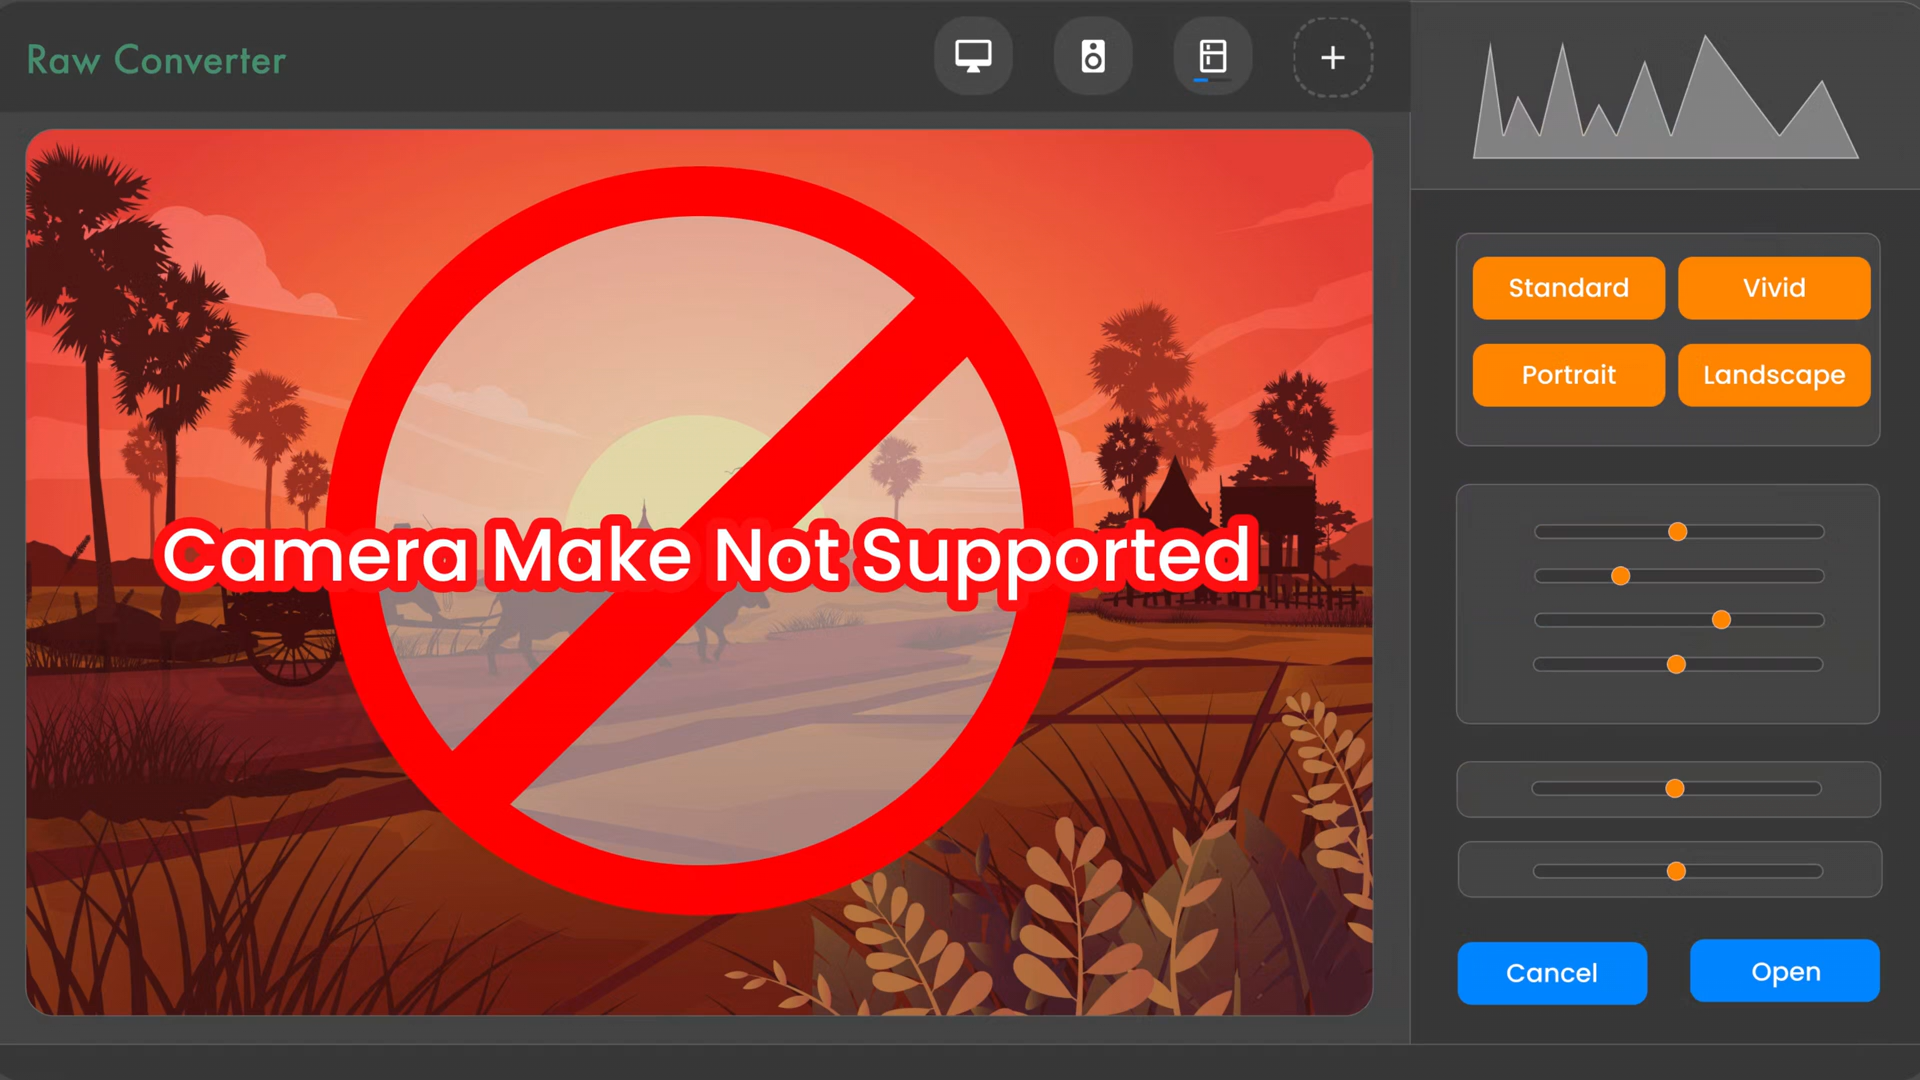 Raw Converter
Camera Make Not Supported
Standard
Vivid
Portrait
Landscape
Cancel
Open